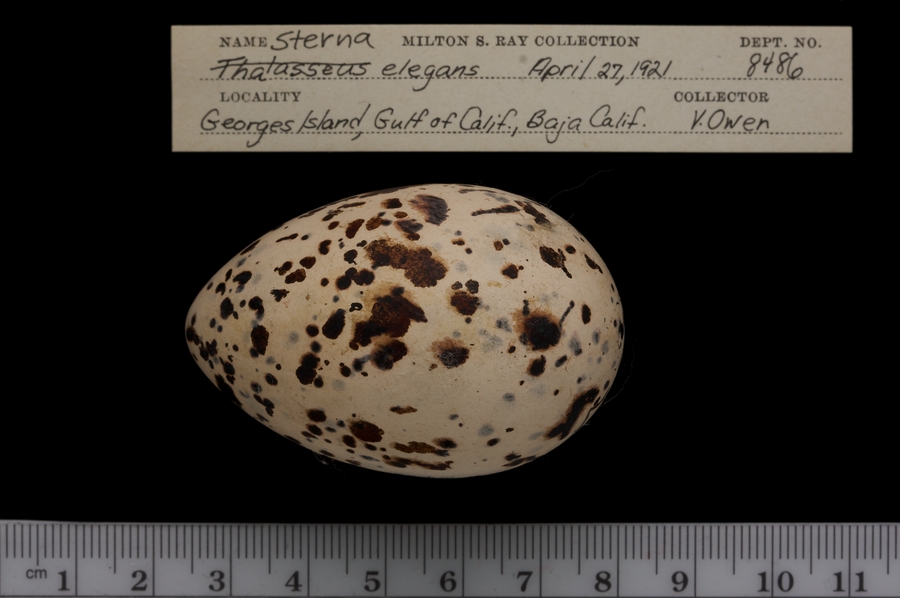 NAME Sterna MILTON S. RAY COLLECTION DEPT. NO.
Thalasseus elegans April 27, 1921 8486
LOCALITY COLLECTOR
Georges Island, Gulf of Calif., Baja Calif. V. Owen
cm 1 2 3 4 5 6 7 8 9 10 11